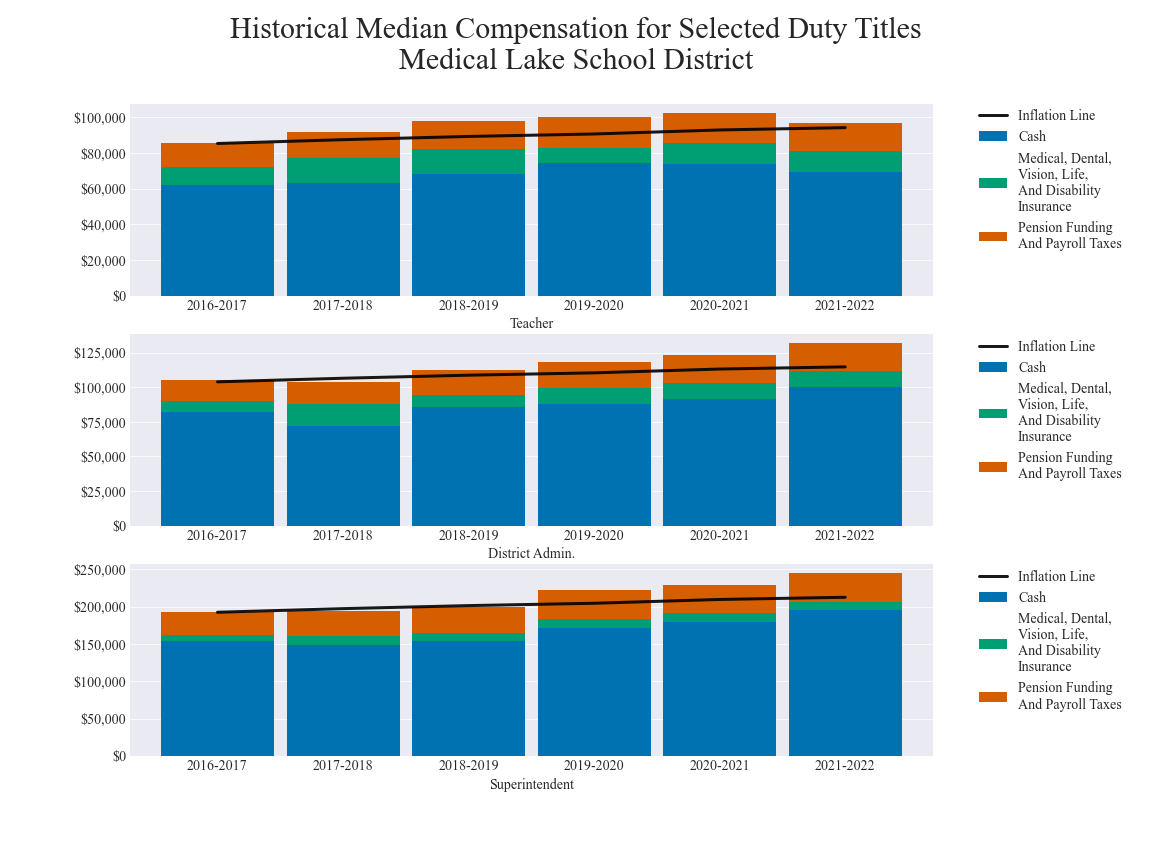 Historical Median Compensation for Selected Duty Titles
Medical Lake School District
$100,000
$80,000
$60,000
$40,000
$20,000
$0
2016-2017 2017-2018 2018-2019 2019-2020 2020-2021 2021-2022
Teacher
Inflation Line
Cash
Medical, Dental,
Vision, Life,
And Disability
Insurance
Pension Funding
And Payroll Taxes
$125,000
$100,000
$75,000
$50,000
$25,000
$0
2016-2017 2017-2018 2018-2019 2019-2020 2020-2021 2021-2022
District Admin.
Inflation Line
Cash
Medical, Dental,
Vision, Life,
And Disability
Insurance
Pension Funding
And Payroll Taxes
$250,000
$200,000
$150,000
$100,000
$50,000
$0
2016-2017 2017-2018 2018-2019 2019-2020 2020-2021 2021-2022
Superintendent
Inflation Line
Cash
Medical, Dental,
Vision, Life,
And Disability
Insurance
Pension Funding
And Payroll Taxes